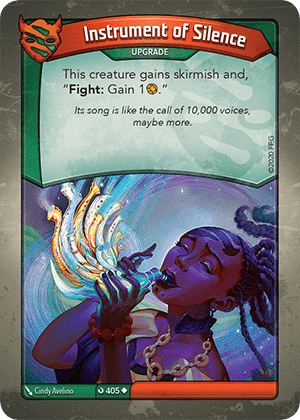 Instrument of Silence
UPGRADE
This creature gains skirmish and,
“Fight: Gain 1.”
Its song is like the call of 10,000 voices,
maybe more.
©2020 FFG
Cindy Avelino
405